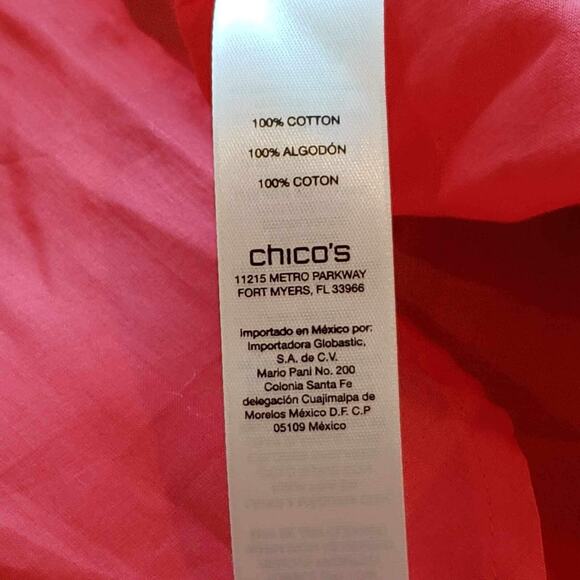 100% COTTON
100% ALGODÓN
100% COTON
chico's
11215 METRO PARKWAY
FORT MYERS, FL 33966
Importado en México por:
Importadora Globastic,
S.A. de C.V.
Mario Pani No. 200
Colonia Santa Fe
delegación Cuajimalpa de
Morelos México D.F. C.P
05109 México